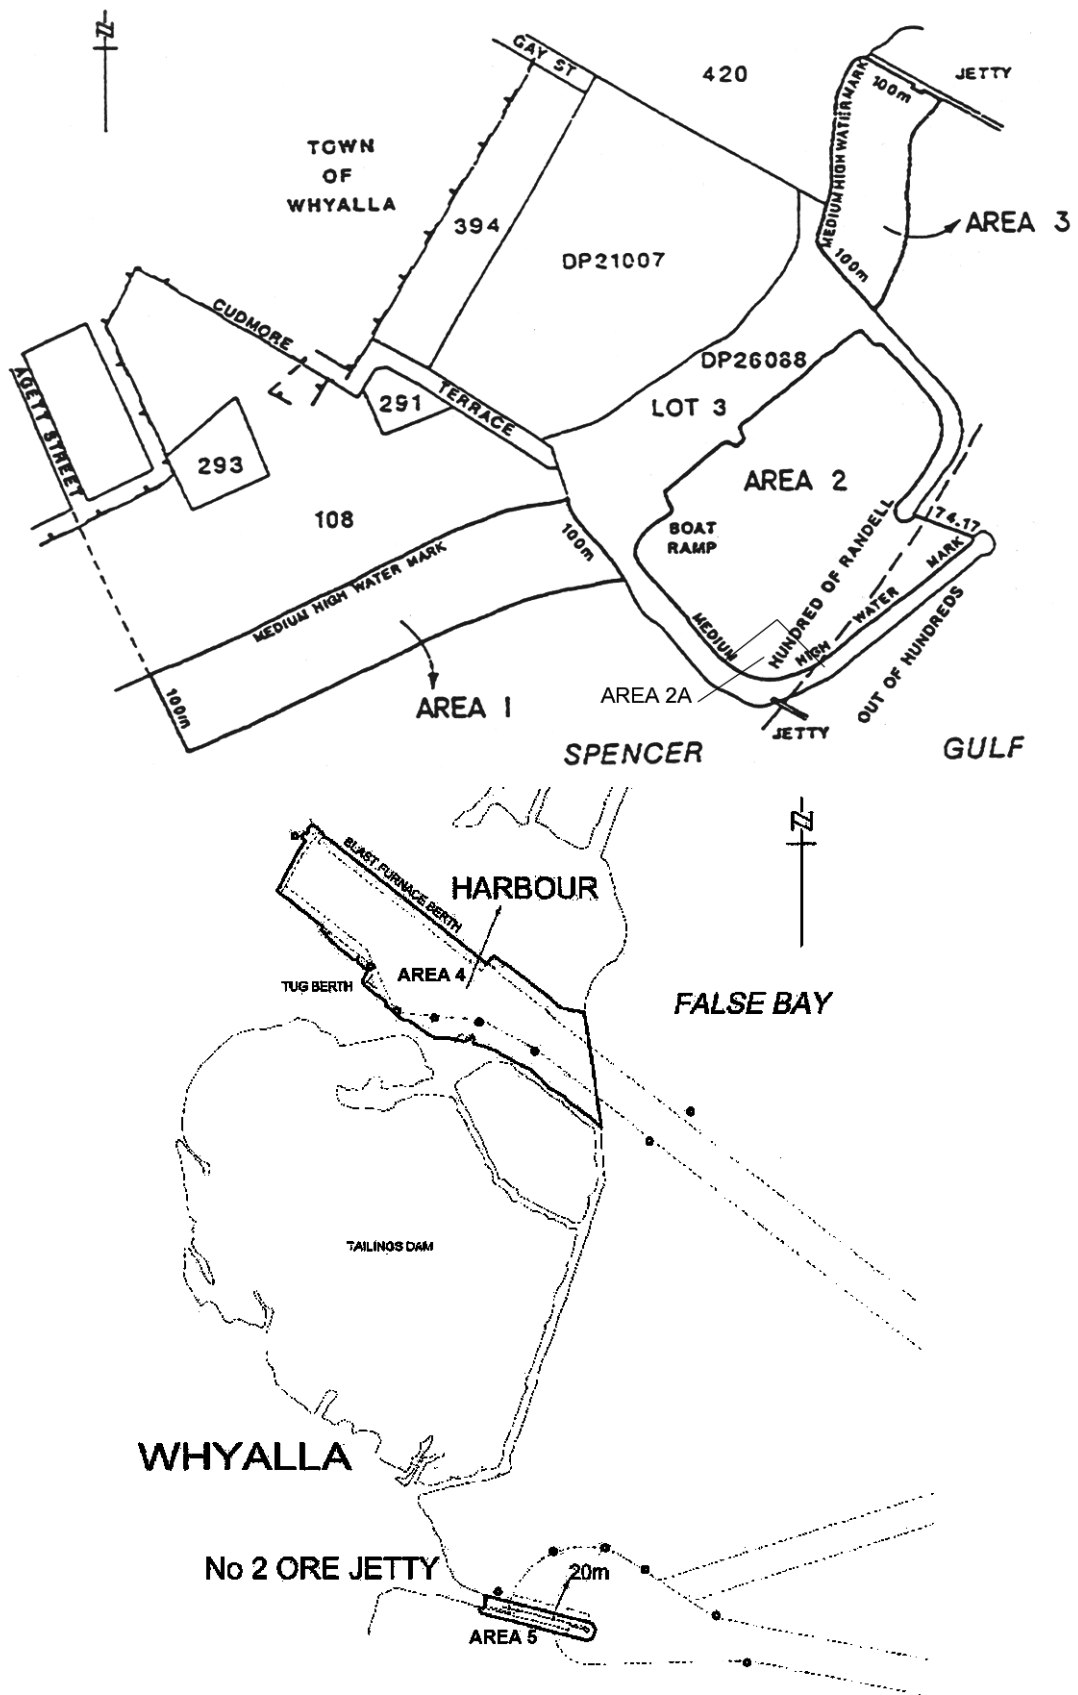 N
GAY ST
420
JETTY
100m
MEDIUM HIGH WATER MARK
TOWN
OF
WHYALLA
394
AREA 3
DP21007
100m
CUDMORE
DP26088
AGETT STREET
291
TERRACE
LOT 3
293
AREA 2
108
100m
BOAT
RAMP
174.17
HUNDRED OF RANDELL
MEDIUM HIGH WATER MARK
MEDIUM HIGH WATER MARK
OUT OF HUNDREDS
100m
AREA 1
AREA 2A
JETTY
SPENCER GULF
N
BLAST FURNACE BERTH
HARBOUR
AREA 4
TUG BERTH
FALSE BAY
TAILINGS DAM
WHYALLA
No 2 ORE JETTY
20m
AREA 5